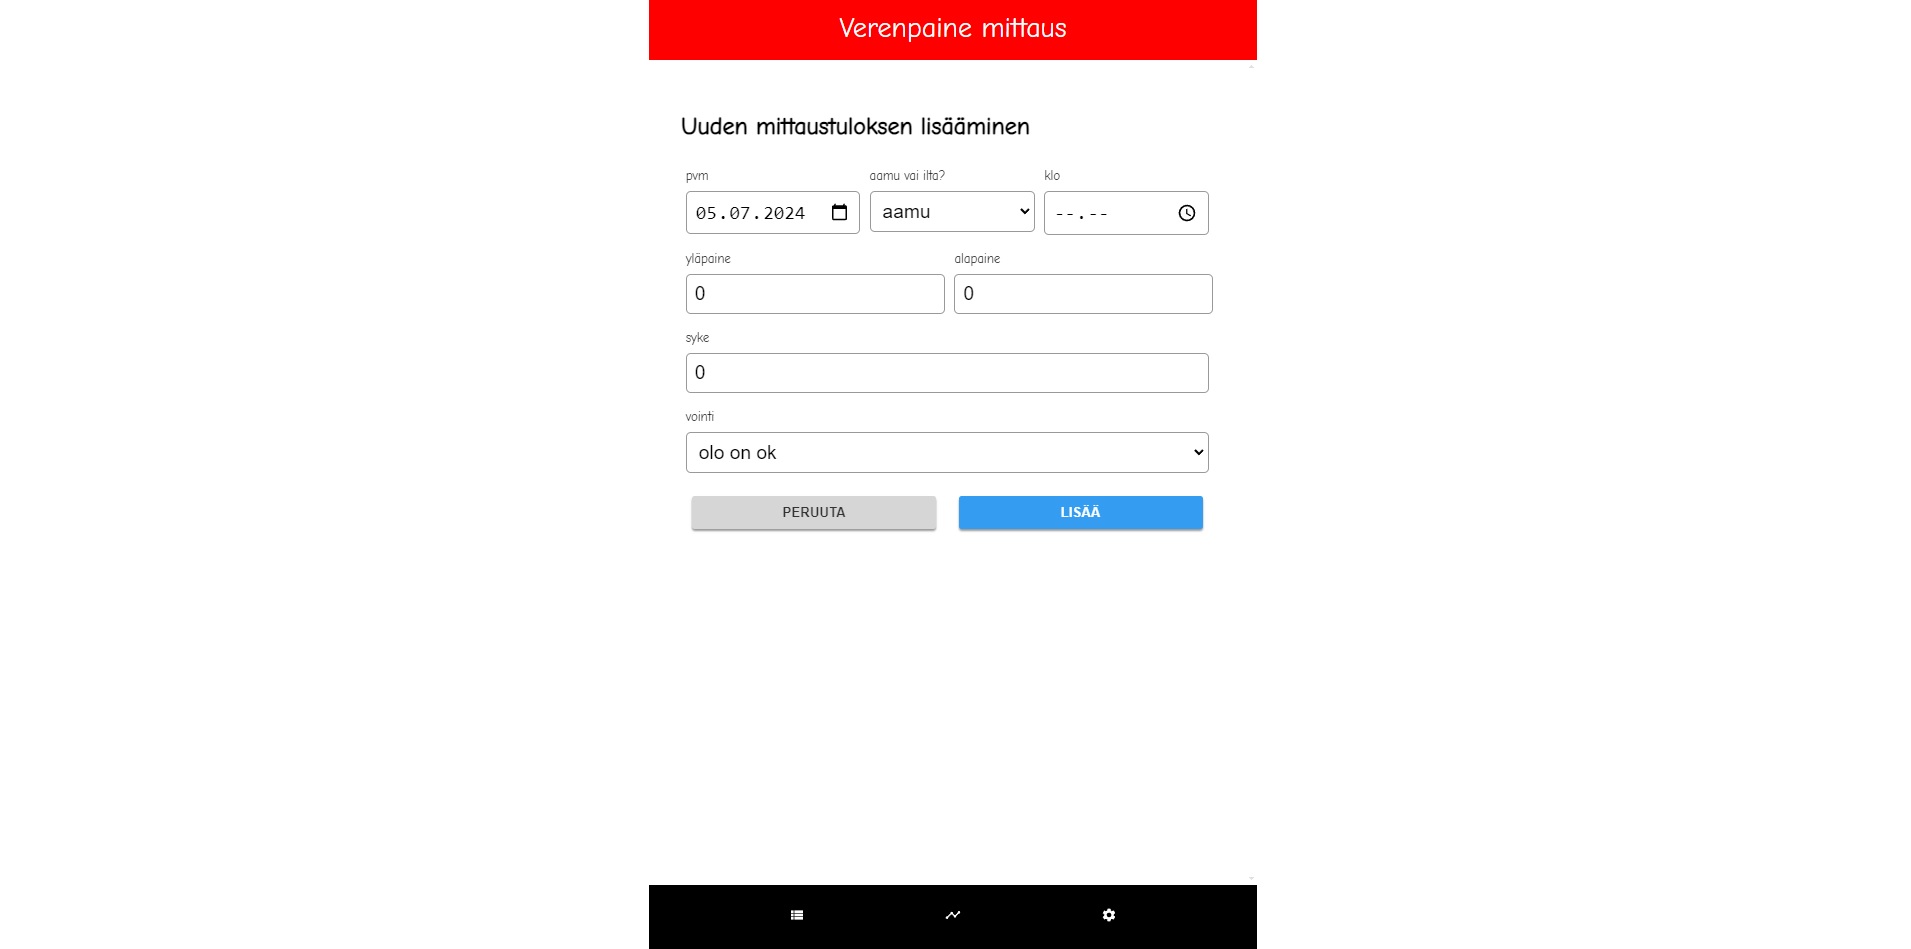 Verenpaine mittaus
Uuden mittaustuloksen lisääminen
pvm aamu vai ilta? klo
05.07.2024 aamu --.--
yläpaine alapaine
0 0
syke
0
vointi
olo on ok
PERUUTA LISÄÄ